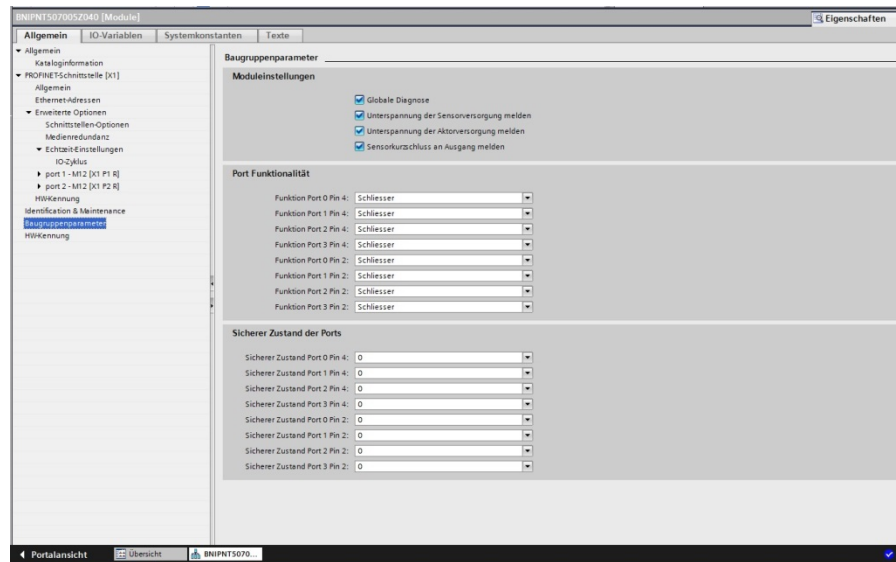 BNIPNT507005Z040 [Module]
Eigenschaften
Allgemein IO-Variablen Systemkonstanten Texte
Allgemein
Kataloginformation
PROFINET-Schnittstelle [X1]
Allgemein
Ethernet-Adressen
Erweiterte Optionen
Schnittstellen-Optionen
Medienredundanz
Echtzeit-Einstellungen
IO-Zyklus
port 1 - M12 [X1 P1 R]
port 2 - M12 [X1 P2 R]
HW-Kennung
Identification & Maintenance
Baugruppenparameter
HW-Kennung
Baugruppenparameter
Moduleinstellungen
Globale Diagnose
Unterspannung der Sensorversorgung melden
Unterspannung der Aktorversorgung melden
Sensorkurzschluss an Ausgang melden
Port Funktionalität
Funktion Port 0 Pin 4: Schliesser
Funktion Port 1 Pin 4: Schliesser
Funktion Port 2 Pin 4: Schliesser
Funktion Port 3 Pin 4: Schliesser
Funktion Port 0 Pin 2: Schliesser
Funktion Port 1 Pin 2: Schliesser
Funktion Port 2 Pin 2: Schliesser
Funktion Port 3 Pin 2: Schliesser
Sicherer Zustand der Ports
Sicherer Zustand Port 0 Pin 4: 0
Sicherer Zustand Port 1 Pin 4: 0
Sicherer Zustand Port 2 Pin 4: 0
Sicherer Zustand Port 3 Pin 4: 0
Sicherer Zustand Port 0 Pin 2: 0
Sicherer Zustand Port 1 Pin 2: 0
Sicherer Zustand Port 2 Pin 2: 0
Sicherer Zustand Port 3 Pin 2: 0
Portalansicht Übersicht BNIPNT5070...